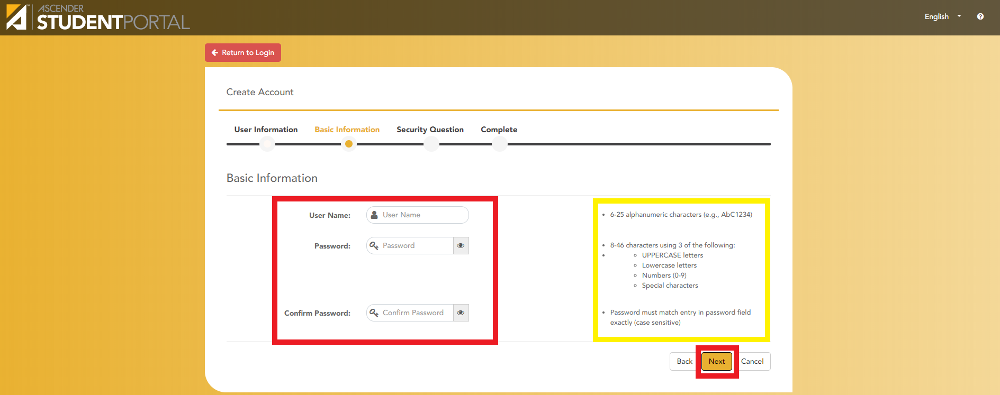 ASCENDER
STUDENTPORTAL
English
Return to Login
Create Account
User Information Basic Information Security Question Complete
Basic Information
User Name: User Name
• 6-25 alphanumeric characters (e.g., AbC1234)
Password: Password
• 8-46 characters using 3 of the following:
• ◦ UPPERCASE letters
◦ Lowercase letters
◦ Numbers (0-9)
◦ Special characters
Confirm Password: Confirm Password
• Password must match entry in password field
exactly (case sensitive)
Back Next Cancel